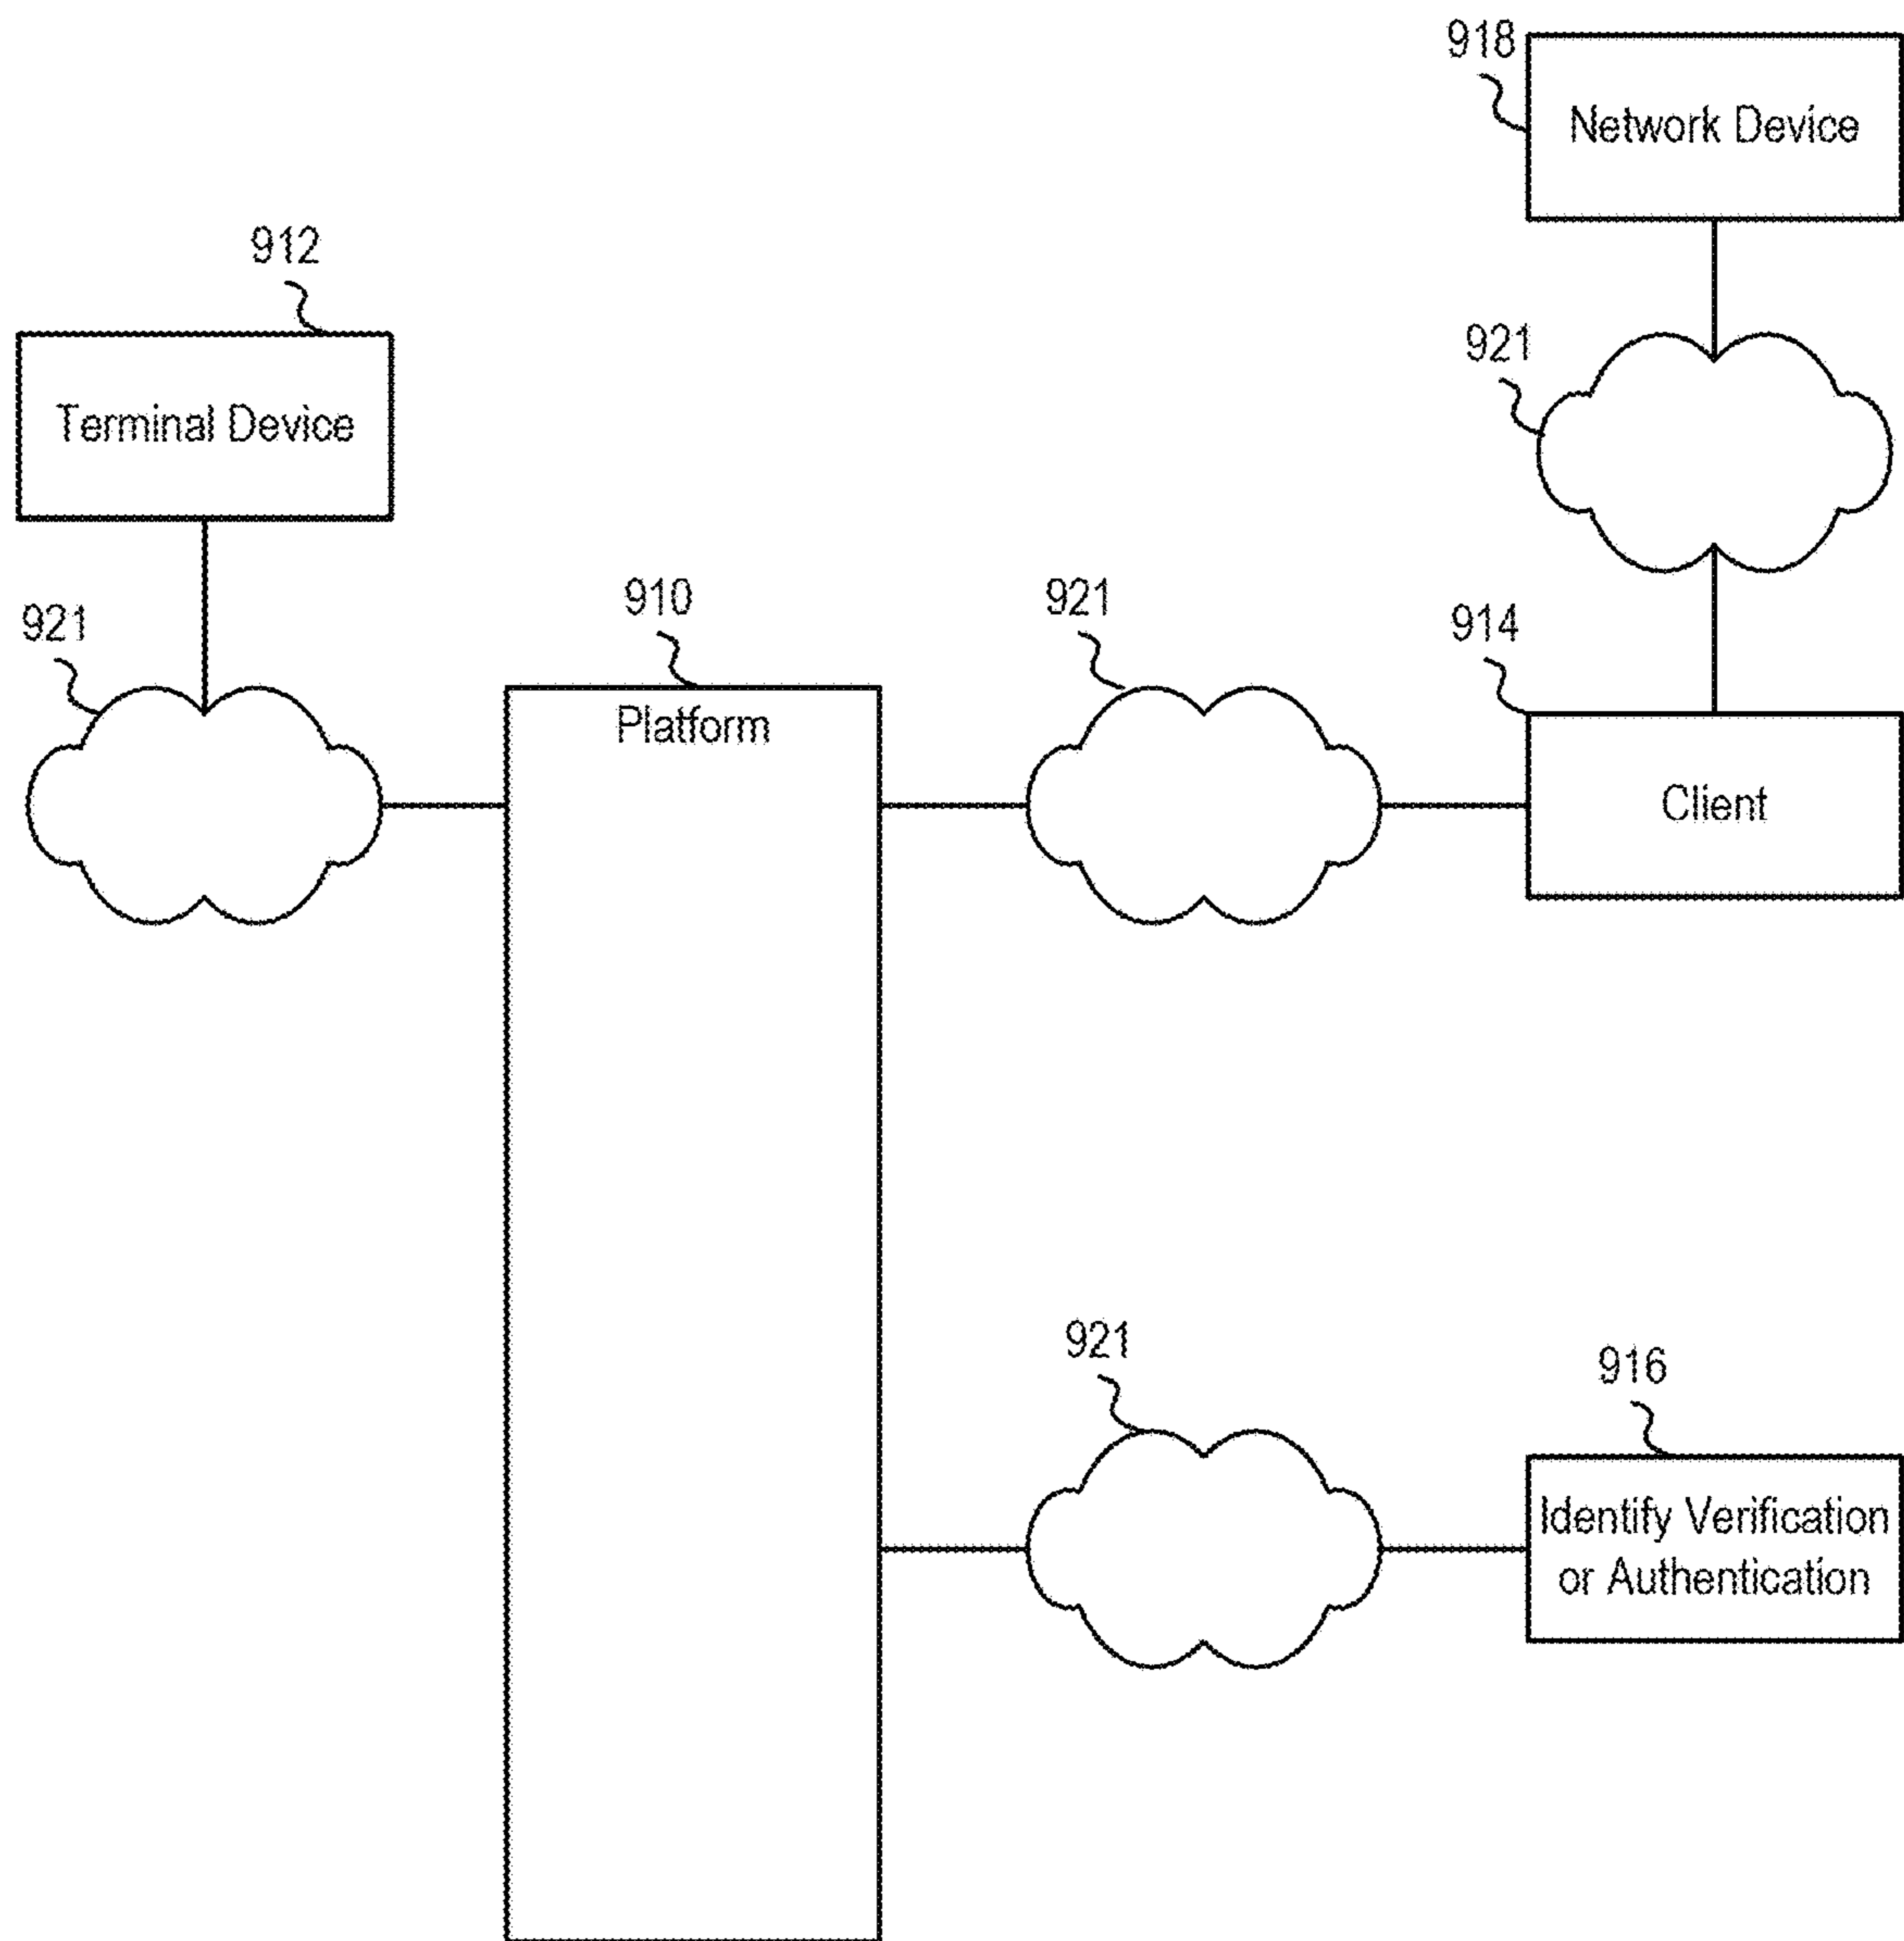 918
Network Device
912
921
Terminal Device
921
910
921
914
Platform
Client
921
916
Identify Verification
or Authentication